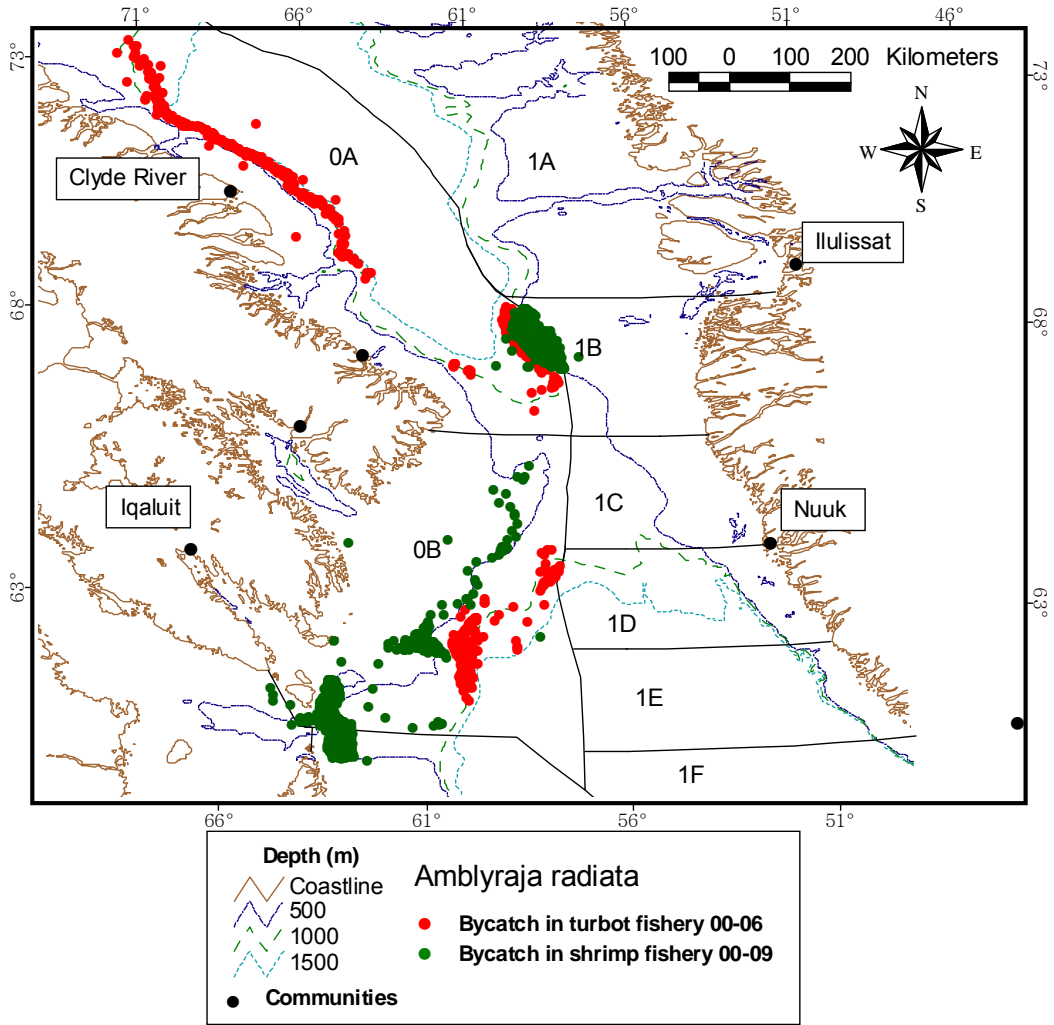 71° 66° 61° 56° 51° 46°
100 0 100 200 Kilometers
73°
N
W E
S
0A
1A
Clyde River
Ilulissat
68° 68°
1B
Iqaluit
1C
Nuuk
0B
63° 63°
1D
1E
1F
66° 61° 56° 51°
Depth (m)
Coastline
500
1000
1500
Communities
Amblyraja radiata
Bycatch in turbot fishery 00-06
Bycatch in shrimp fishery 00-09